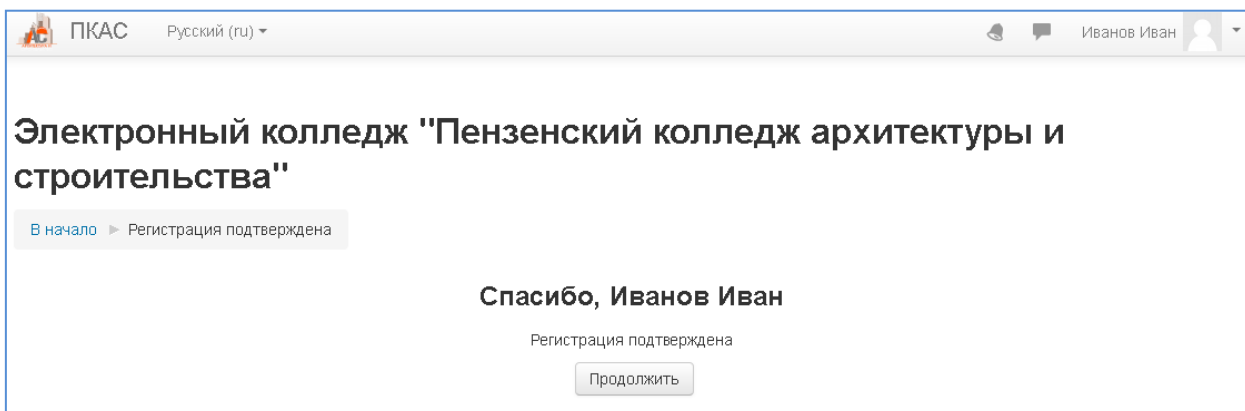 АС ПКАС Русский (ru) Иванов Иван
Электронный колледж "Пензенский колледж архитектуры и
строительства"
В начало ► Регистрация подтверждена
Спасибо, Иванов Иван
Регистрация подтверждена
Продолжить